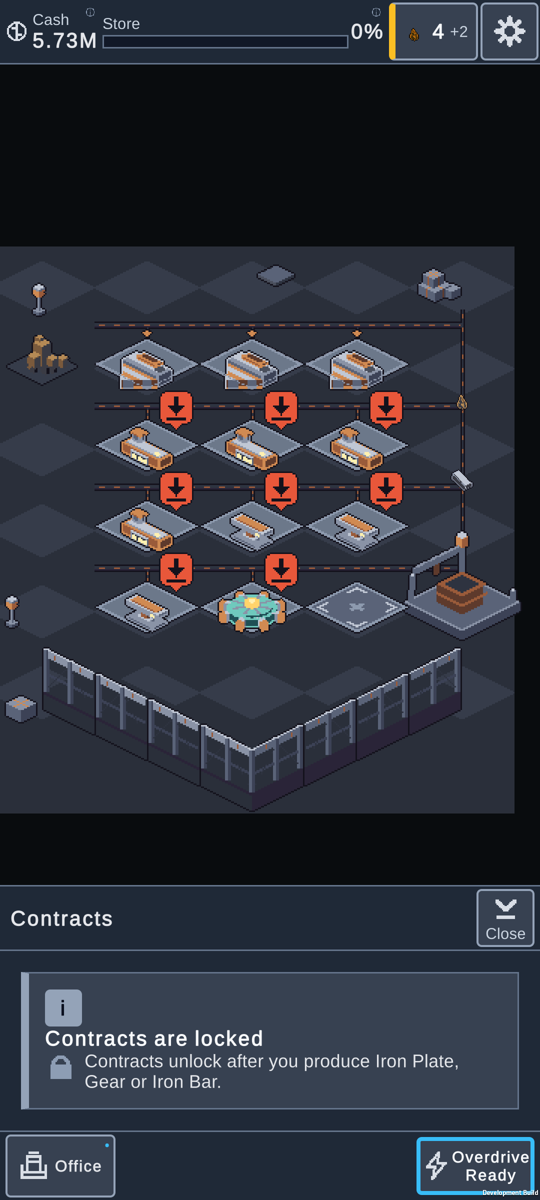 Cash
5.73M
Store
0%
4 +2
Contracts
Close
i
Contracts are locked
Contracts unlock after you produce Iron Plate,
Gear or Iron Bar.
Office
Overdrive
Ready
Development Build